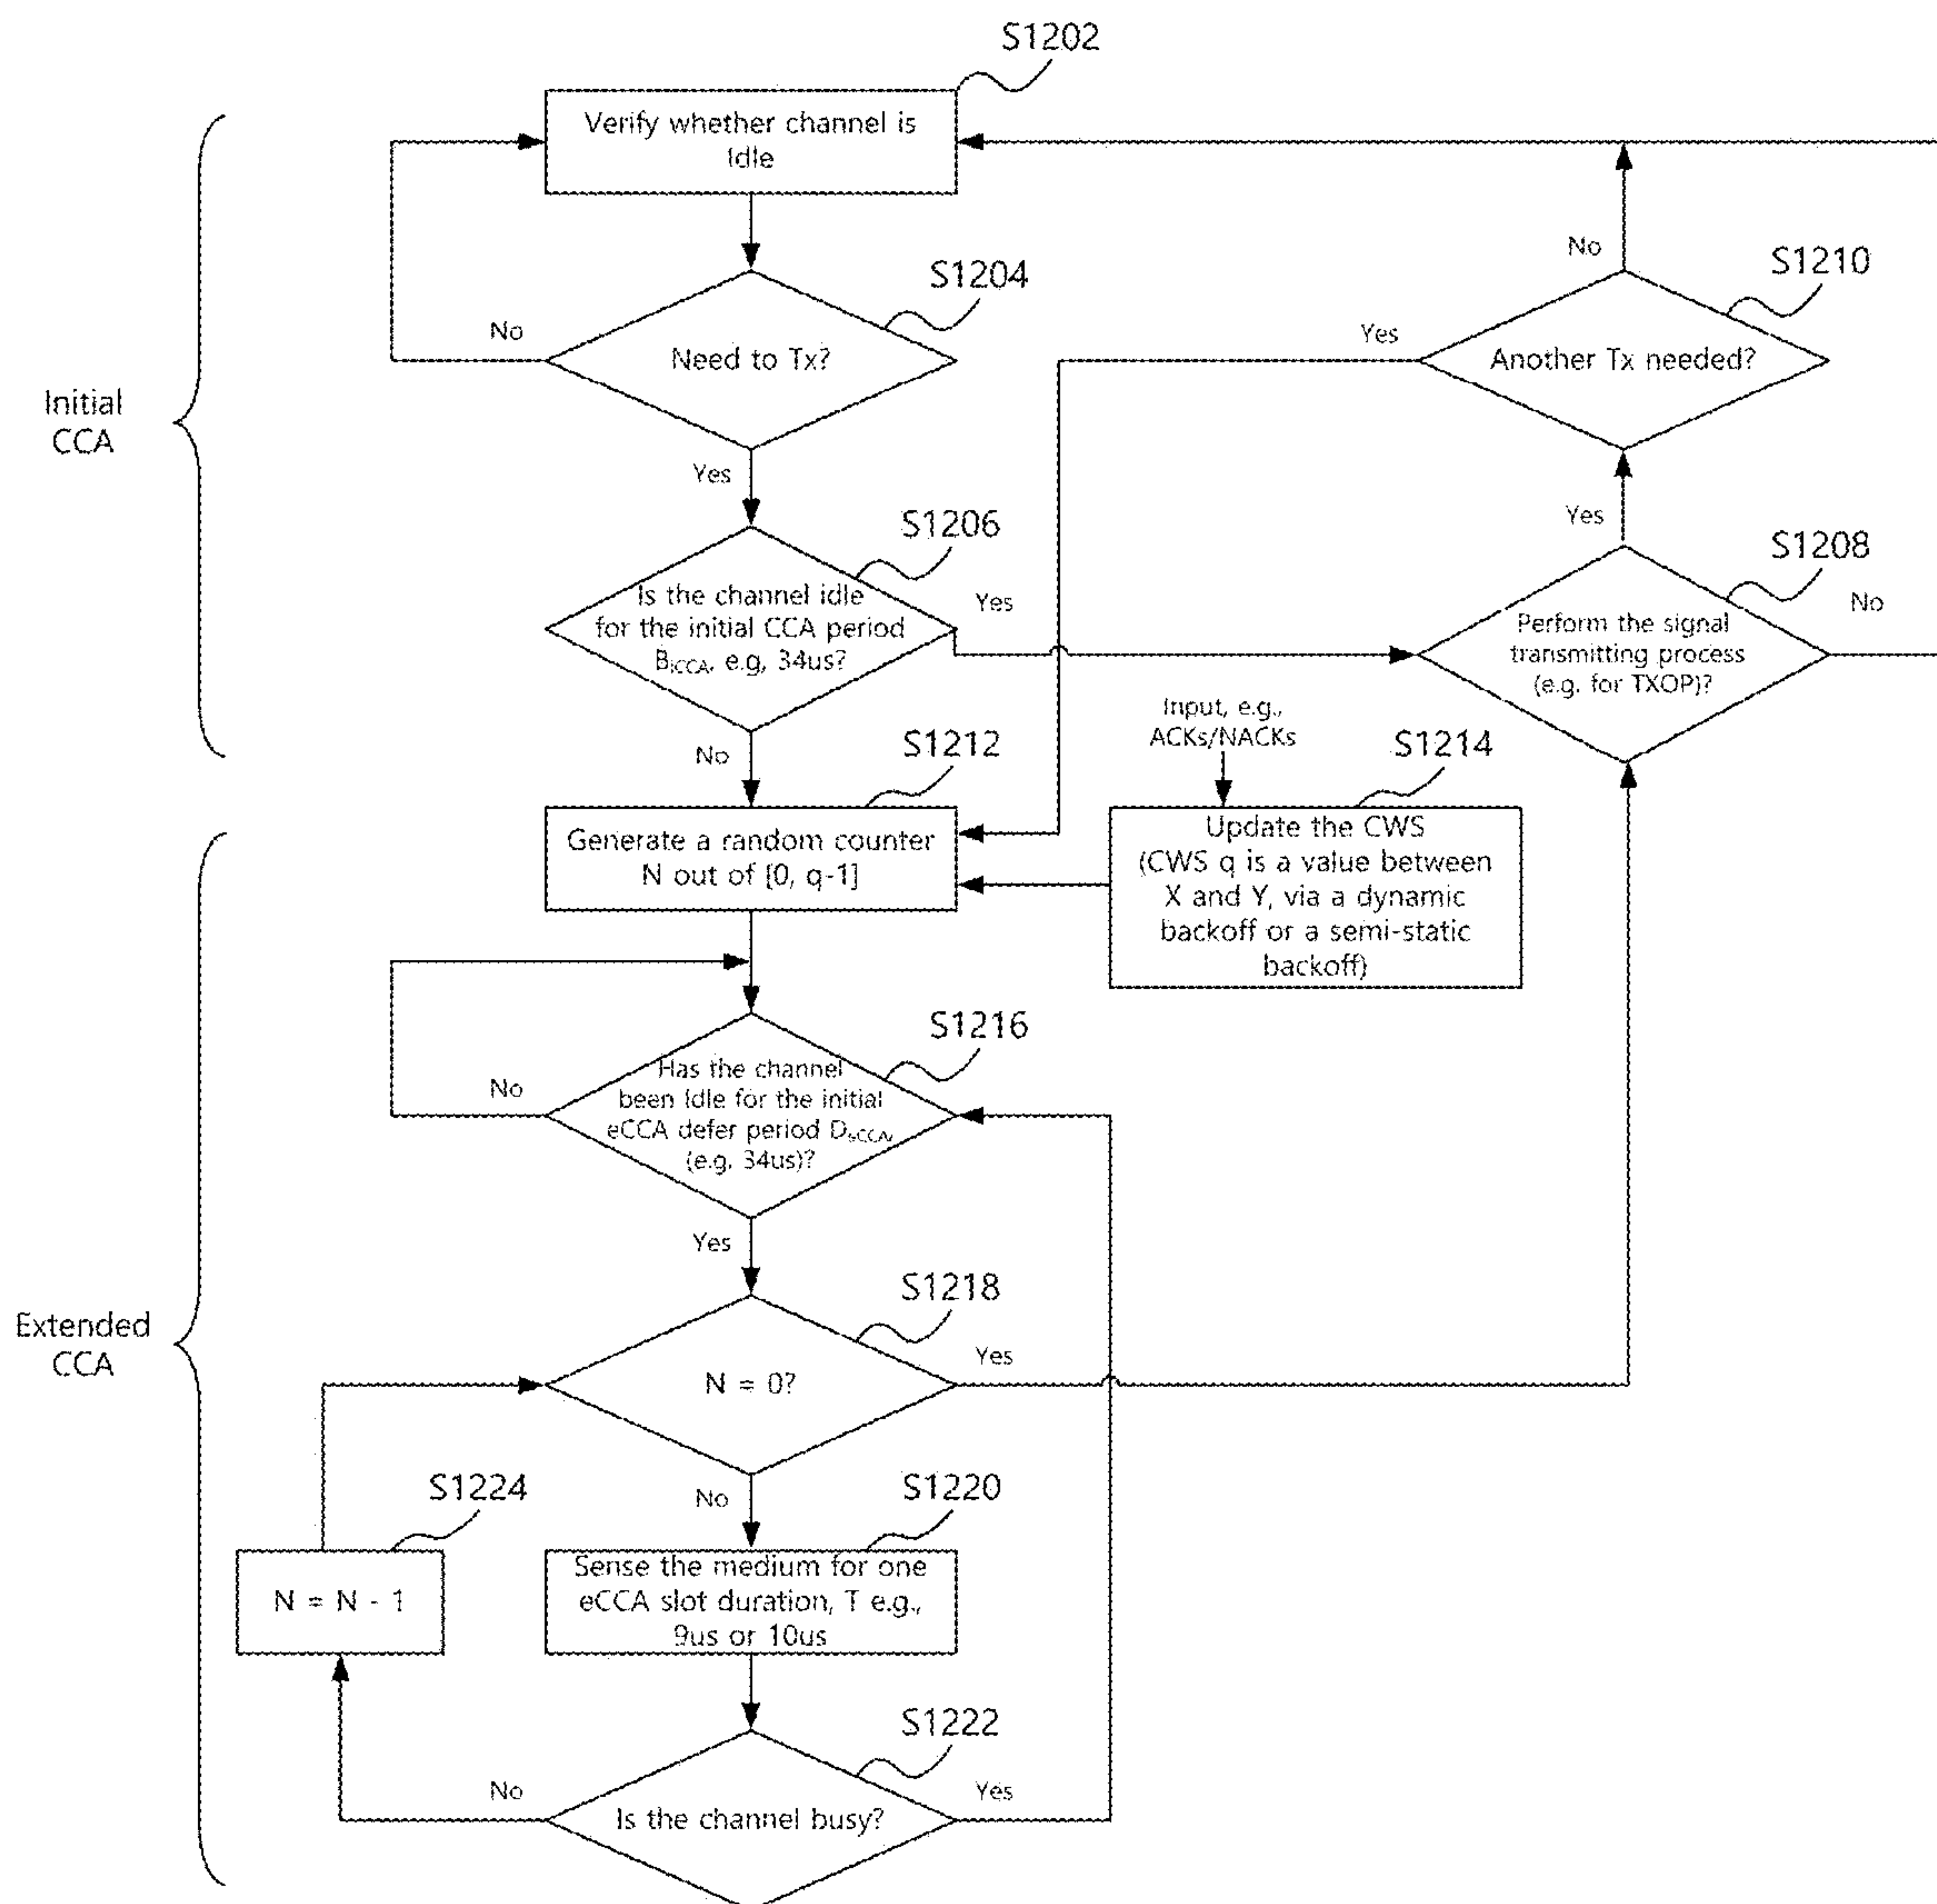 S1202
Verify whether channel is
Idle
S1204
Need to Tx?
No
Yes
S1210
Another Tx needed?
No
Yes
Initial
CCA
S1206
Is the channel idle
for the initial CCA period
BiCCA, e.g, 34us?
Yes
No
S1208
Perform the signal
transmitting process
(e.g. for TXOP)?
Yes
No
S1212
Generate a random counter
N out of [0, q-1]
Input, e.g.,
ACKs/NACKs
S1214
Update the CWS
(CWS q is a value between
X and Y, via a dynamic
backoff or a semi-static
backoff)
S1216
Has the channel
been Idle for the initial
eCCA defer period DeCCA,
(e.g. 34us)?
No
Yes
Extended
CCA
S1218
N = 0?
Yes
No
S1224
N = N - 1
S1220
Sense the medium for one
eCCA slot duration, T e.g.,
9us or 10us
S1222
Is the channel busy?
No
Yes